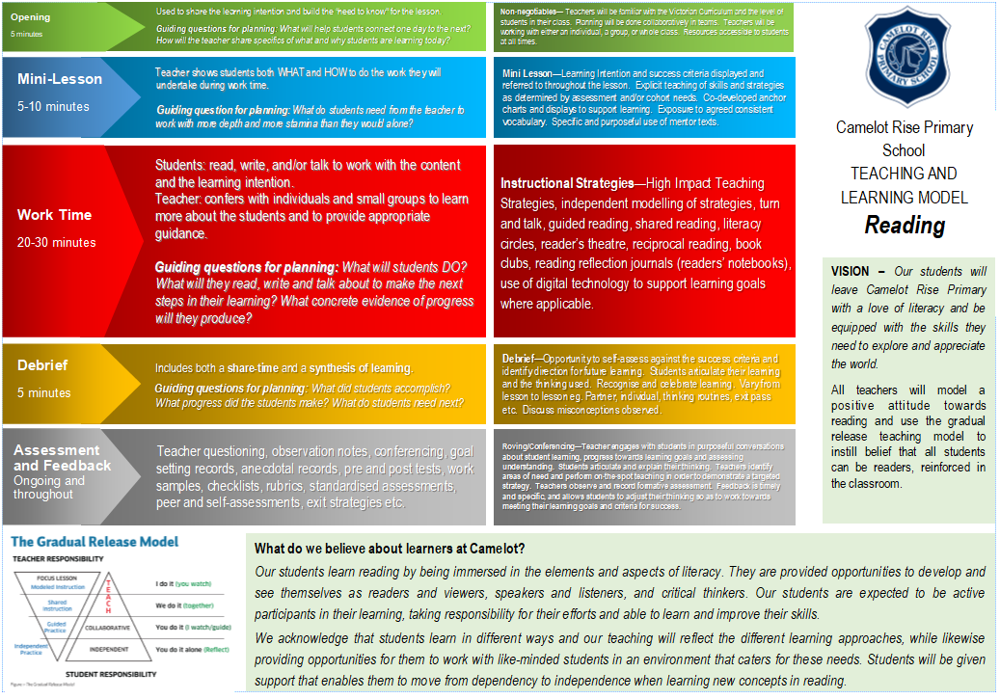 Opening
5 minutes
Used to share the learning intention and build the "need to know" for the lesson.
Guiding questions for planning: What will help students connect one day to the next?
How will the teacher share specifics of what and why students are learning today?
Non-negotiables— Teachers will be familiar with the Victorian Curriculum and the level of
students in their class. Planning will be done collaboratively in teams. Teachers will be
working with either an individual, a group, or whole class. Resources accessible to students
at all times.
Mini-Lesson
5-10 minutes
Teacher shows students both WHAT and HOW to do the work they will
undertake during work time.
Guiding question for planning: What do students need from the teacher to
work with more depth and more stamina than they would alone?
Mini Lesson—Learning Intention and success criteria displayed and
referred to throughout the lesson. Explicit teaching of skills and strategies
as determined by assessment and/or cohort needs. Co-developed anchor
charts and displays to support learning. Exposure to agreed consistent
vocabulary. Specific and purposeful use of mentor texts.
Work Time
20-30 minutes
Students: read, write, and/or talk to work with the content
and the learning intention.
Teacher: confers with individuals and small groups to learn
more about the students and to provide appropriate
guidance.
Guiding questions for planning: What will students DO?
What will they read, write and talk about to make the next
steps in their learning? What concrete evidence of progress
will they produce?
Instructional Strategies—High Impact Teaching
Strategies, independent modelling of strategies, turn
and talk, guided reading, shared reading, literacy
circles, reader's theatre, reciprocal reading, book
clubs, reading reflection journals (readers' notebooks),
use of digital technology to support learning goals
where applicable.
Debrief
5 minutes
Includes both a share-time and a synthesis of learning.
Guiding questions for planning: What did students accomplish?
What progress did the students make? What do students need next?
Debrief—Opportunity to self-assess against the success criteria and
identify direction for future learning. Students articulate their learning
and the thinking used. Recognise and celebrate learning. Vary from
lesson to lesson eg. Partner, individual, thinking routines, exit pass
etc. Discuss misconceptions observed.
Assessment
and Feedback
Ongoing and
throughout
Teacher questioning, observation notes, conferencing, goal
setting records, anecdotal records, pre and post tests, work
samples, checklists, rubrics, standardised assessments,
peer and self-assessments, exit strategies etc.
Roving/Conferencing—Teacher engages with students in purposeful conversations
about student learning, progress towards learning goals and assessing
understanding. Students articulate and explain their thinking. Teachers identify
areas of need and perform on-the-spot teaching in order to demonstrate a targeted
strategy. Teachers observe and record formative assessment. Feedback is timely
and specific, and allows students to adjust their thinking so as to work towards
meeting their learning goals and criteria for success.
CAMELOT RISE
PRIMARY SCHOOL
Camelot Rise Primary
School
TEACHING AND
LEARNING MODEL
Reading
VISION – Our students will
leave Camelot Rise Primary
with a love of literacy and be
equipped with the skills they
need to explore and appreciate
the world.
All teachers will model a
positive attitude towards
reading and use the gradual
release teaching model to
instill belief that all students
can be readers, reinforced in
the classroom.
The Gradual Release Model
TEACHER RESPONSIBILITY
FOCUS LESSON
Modeled Instruction
Shared
Instruction
Guided
Practice
Independent
Practice
TEACH
COLLABORATIVE
INDEPENDENT
I do it (you watch)
We do it (together)
You do it (I watch/guide)
You do it alone (Reflect)
STUDENT RESPONSIBILITY
Figure – The Gradual Release Model
What do we believe about learners at Camelot?
Our students learn reading by being immersed in the elements and aspects of literacy. They are provided opportunities to develop and
see themselves as readers and viewers, speakers and listeners, and critical thinkers. Our students are expected to be active
participants in their learning, taking responsibility for their efforts and able to learn and improve their skills.
We acknowledge that students learn in different ways and our teaching will reflect the different learning approaches, while likewise
providing opportunities for them to work with like-minded students in an environment that caters for these needs. Students will be given
support that enables them to move from dependency to independence when learning new concepts in reading.